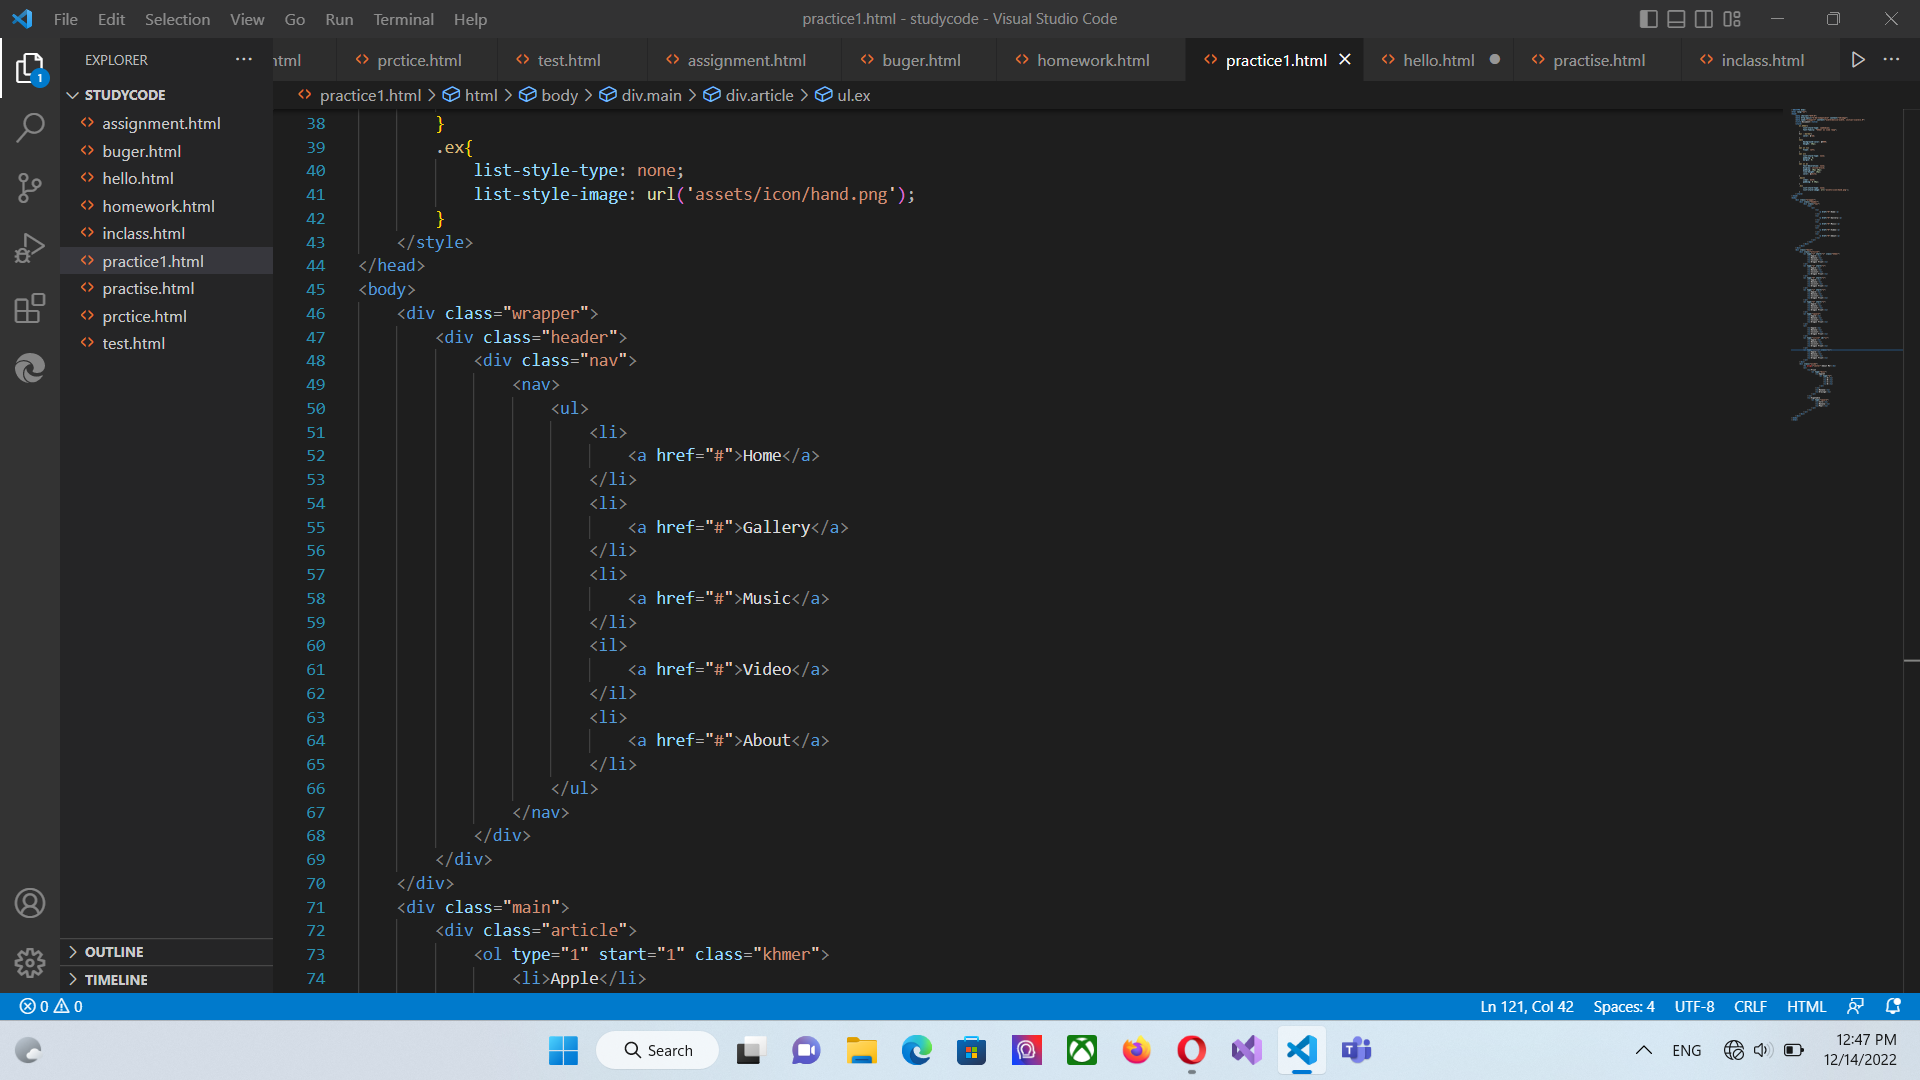 File Edit Selection View Go Run Terminal Help
practice1.html - studycode - Visual Studio Code
EXPLORER
STUDYCODE
assignment.html
buger.html
hello.html
homework.html
inclass.html
practice1.html
practise.html
prctice.html
test.html
OUTLINE
TIMELINE
prctice.html test.html assignment.html buger.html homework.html practice1.html hello.html practise.html inclass.html
practice1.html > html > body > div.main > div.article > ul.ex
38 }
39 .ex{
40 list-style-type: none;
41 list-style-image: url('assets/icon/hand.png');
42 }
43 </style>
44 </head>
45 <body>
46 <div class="wrapper">
47 <div class="header">
48 <div class="nav">
49 <nav>
50 <ul>
51 <li>
52 <a href="#">Home</a>
53 </li>
54 <li>
55 <a href="#">Gallery</a>
56 </li>
57 <li>
58 <a href="#">Music</a>
59 </li>
60 <il>
61 <a href="#">Video</a>
62 </il>
63 <li>
64 <a href="#">About</a>
65 </li>
66 </ul>
67 </nav>
68 </div>
69 </div>
70 </div>
71 <div class="main">
72 <div class="article">
73 <ol type="1" start="1" class="khmer">
74 <li>Apple</li>
0 0 Ln 121, Col 42 Spaces: 4 UTF-8 CRLF HTML
Search
ENG
12:47 PM
12/14/2022